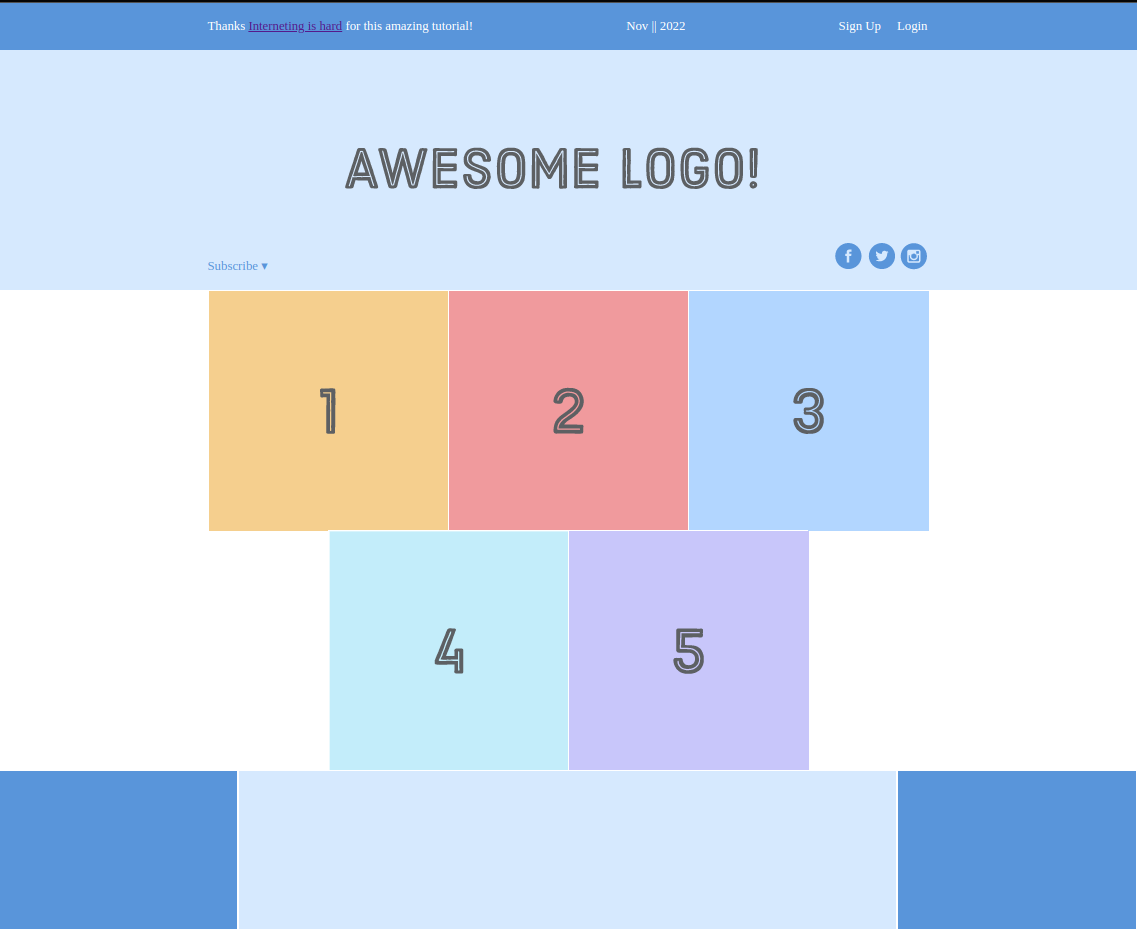 Thanks Interneting is hard for this amazing tutorial!
Nov || 2022
Sign Up Login
AWESOME LOGO!
Subscribe ▾
1
2
3
4
5